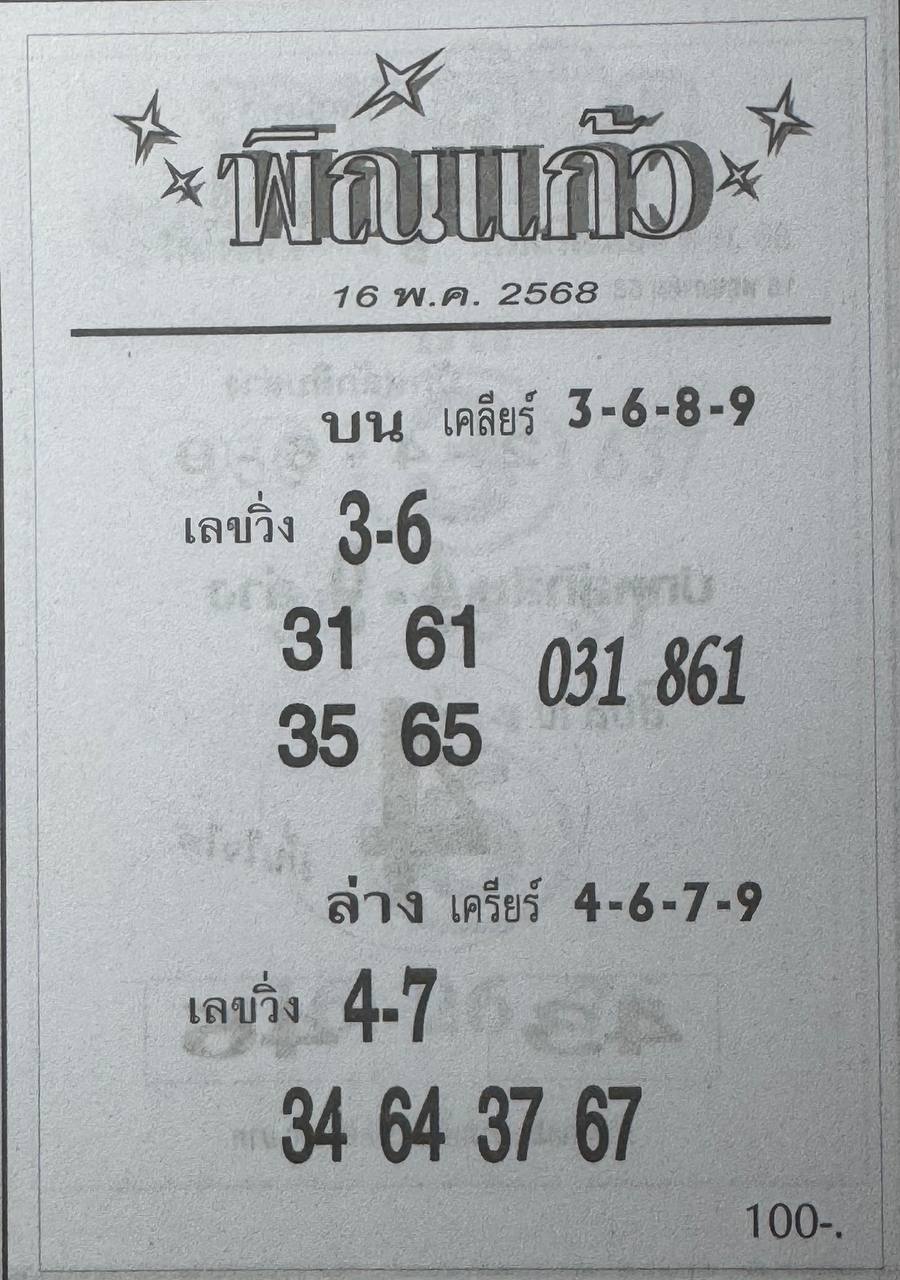 พิณแก้ว
16 พ.ค. 2568
บน เคลียร์ 3-6-8-9
เลขวิ่ง 3-6
31 61
031 861
35 65
ล่าง เครียร์ 4-6-7-9
เลขวิ่ง 4-7
34 64 37 67
100-.